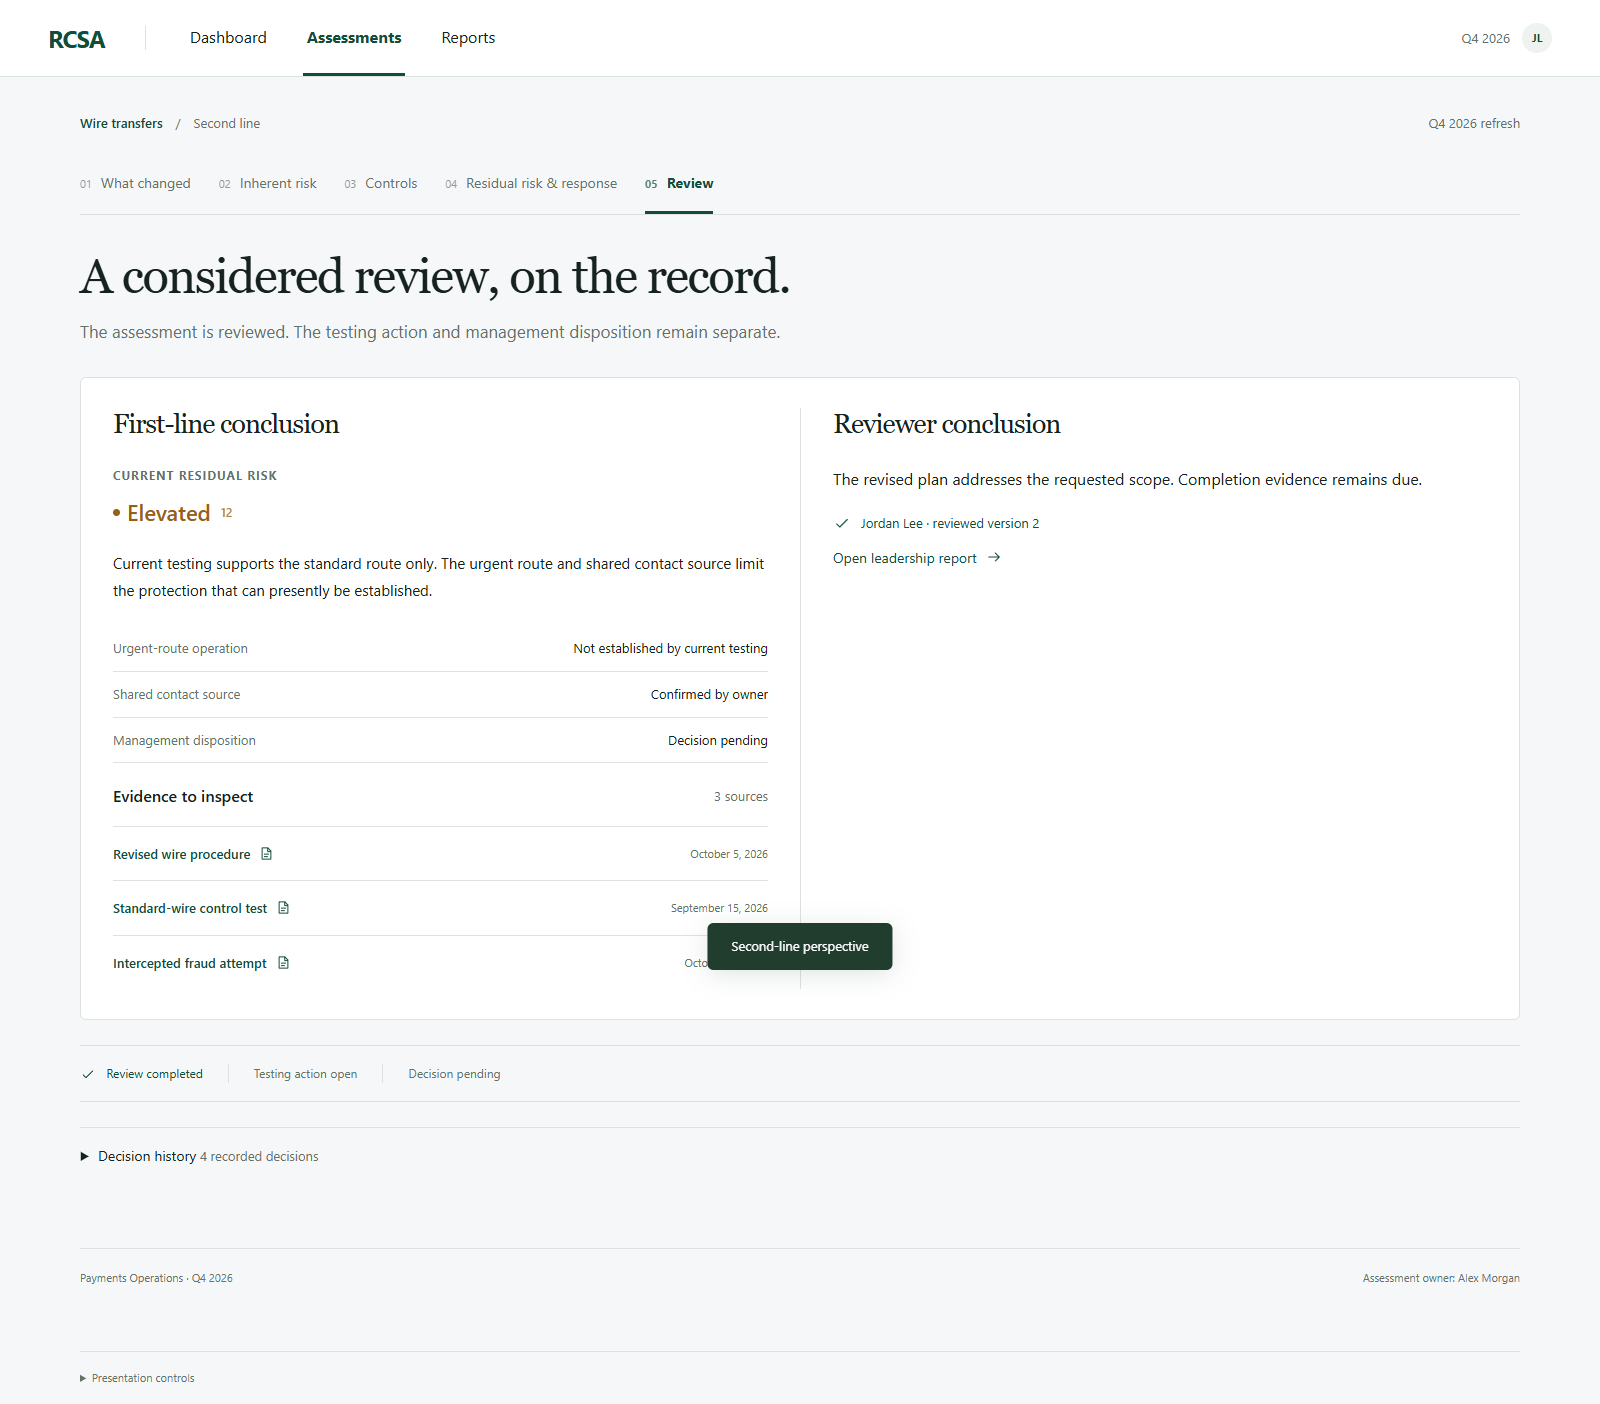 RCSA
Dashboard
Assessments
Reports
Q4 2026
JL
Wire transfers / Second line
Q4 2026 refresh
01 What changed
02 Inherent risk
03 Controls
04 Residual risk & response
05 Review
A considered review, on the record.
The assessment is reviewed. The testing action and management disposition remain separate.
First-line conclusion
CURRENT RESIDUAL RISK
• Elevated 12
Current testing supports the standard route only. The urgent route and shared contact source limit
the protection that can presently be established.
Urgent-route operation Not established by current testing
Shared contact source Confirmed by owner
Management disposition Decision pending
Evidence to inspect 3 sources
Revised wire procedure October 5, 2026
Standard-wire control test September 15, 2026
Intercepted fraud attempt
Reviewer conclusion
The revised plan addresses the requested scope. Completion evidence remains due.
Jordan Lee · reviewed version 2
Open leadership report →
Second-line perspective
Review completed
Testing action open
Decision pending
Decision history 4 recorded decisions
Payments Operations · Q4 2026
Assessment owner: Alex Morgan
Presentation controls